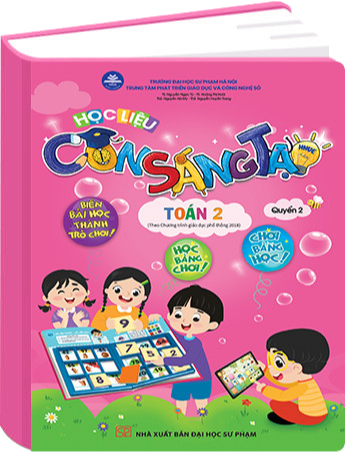 TRƯỜNG ĐẠI HỌC SƯ PHẠM HÀ NỘI
TRUNG TÂM PHÁT TRIỂN GIÁO DỤC VÀ CÔNG NGHỆ SỐ
HỌC LIỆU
CÔN SÁNG TẠO
BIẾN
BÀI HỌC
THÀNH
TRÒ CHƠI!
TOÁN 2
Quyển 2
(Theo Chương trình giáo dục phổ thông 2018)
HỌC
BẰNG
CHƠI!
CHƠI
BẰNG
HỌC!
9
NHÀ XUẤT BẢN ĐẠI HỌC SƯ PHẠM